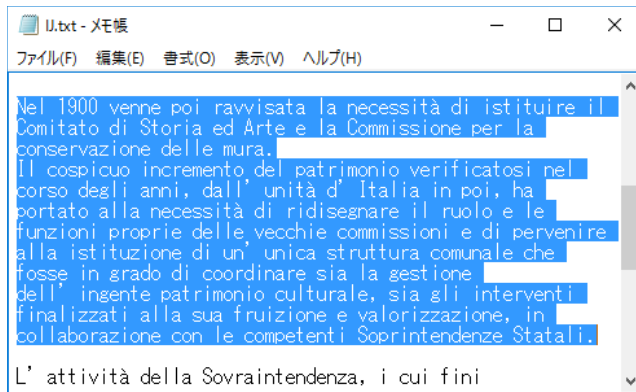 IJ.txt - メモ帳
ファイル(F) 編集(E) 書式(O) 表示(V) ヘルプ(H)
Nel 1900 venne poi ravvisata la necessità di istituire il
Comitato di Storia ed Arte e la Commissione per la
conservazione delle mura.
Il cospicuo incremento del patrimonio verificatosi nel
corso degli anni, dall’unità d’Italia in poi, ha
portato alla necessità di ridisegnare il ruolo e le
funzioni proprie delle vecchie commissioni e di pervenire
alla istituzione di un’unica struttura comunale che
fosse in grado di coordinare sia la gestione
dell’ingente patrimonio culturale, sia gli interventi
finalizzati alla sua fruizione e valorizzazione, in
collaborazione con le competenti Soprintendenze Statali.
L’attività della Sovraintendenza, i cui fini